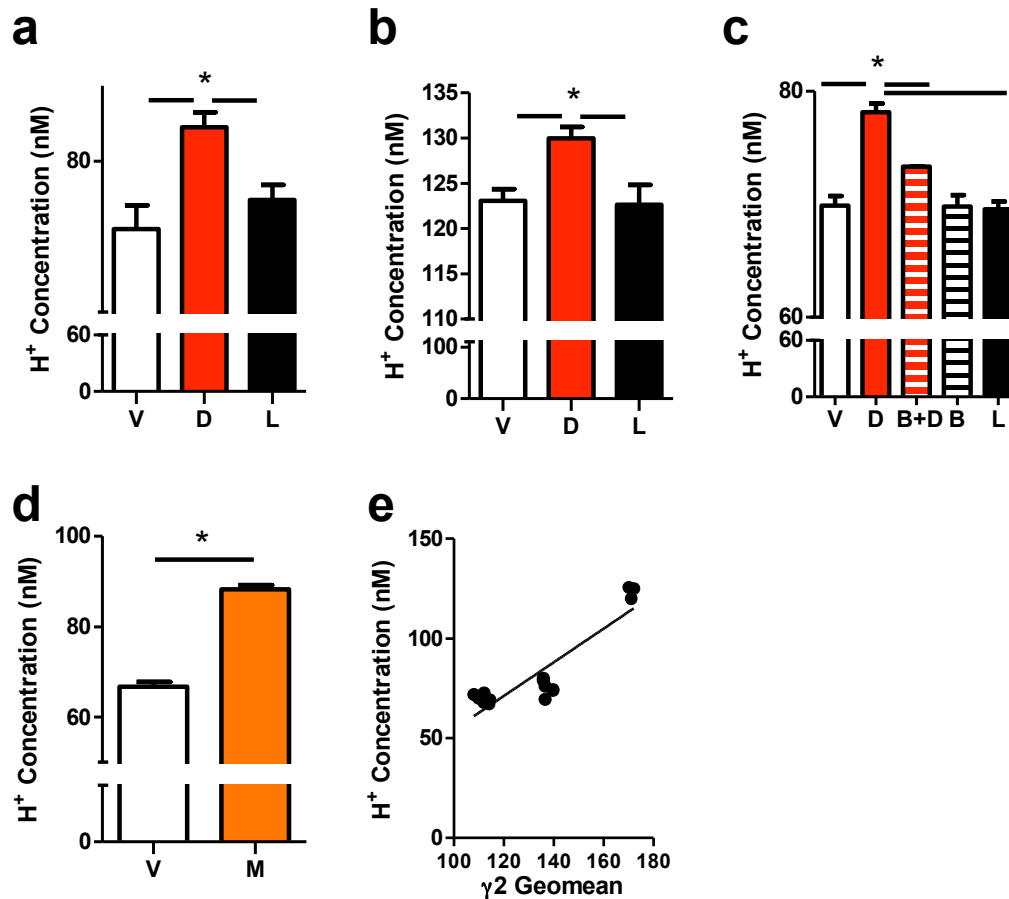 a
H⁺ Concentration (nM)
*
80
60
0
V D L
b
H⁺ Concentration (nM)
*
135
130
125
120
115
110
100
0
V D L
c
H⁺ Concentration (nM)
*
80
60
60
0
V D B+D B L
d
H⁺ Concentration (nM)
*
100
80
60
0
V M
e
H⁺ Concentration (nM)
150
100
50
0
100 120 140 160 180
γ2 Geomean